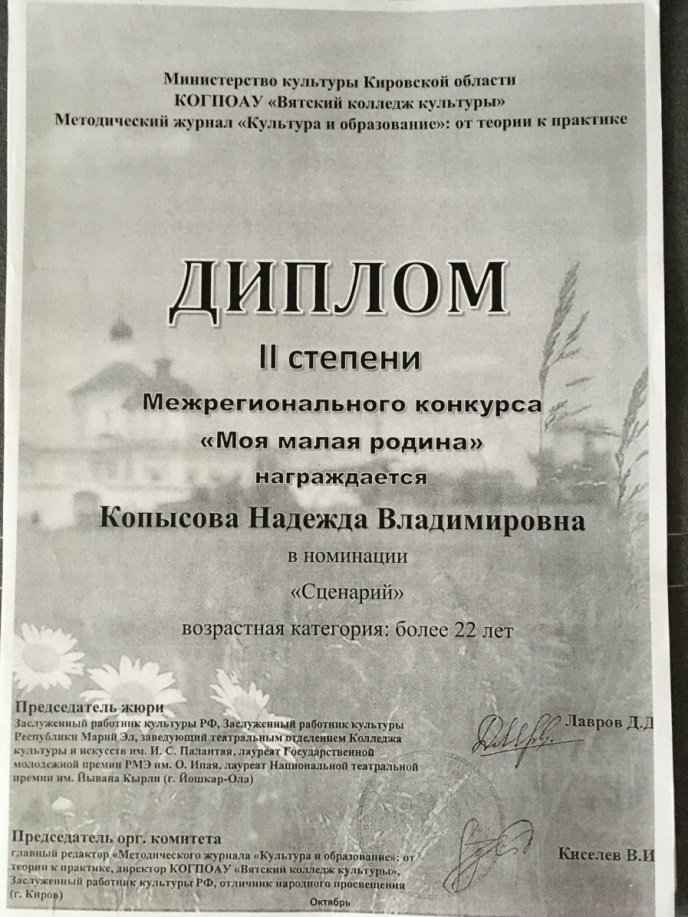 Министерство культуры Кировской области
КОГПОАУ «Вятский колледж культуры»
Методический журнал «Культура и образование»: от теории к практике
ДИПЛОМ
II степени
Межрегионального конкурса
«Моя малая родина»
награждается
Копысова Надежда Владимировна
в номинации
«Сценарий»
возрастная категория: более 22 лет
Председатель жюри
Заслуженный работник культуры РФ, Заслуженный работник культуры
Республики Марий Эл, заведующий театральным отделением Колледжа
культуры и искусств им. И. С. Палантая, лауреат Государственной
молодежной премии РМЭ им. О. Ипая, лауреат Национальной театральной
премии им. Йывана Кырли (г. Йошкар-Ола)
Лавров Д.Д
Председатель орг. комитета
главный редактор «Методического журнала «Культура и образование»: от
теории к практике, директор КОГПОАУ «Вятский колледж культуры»,
Заслуженный работник культуры РФ, отличник народного просвещения
(г. Киров)
Киселев В.И
Октябрь